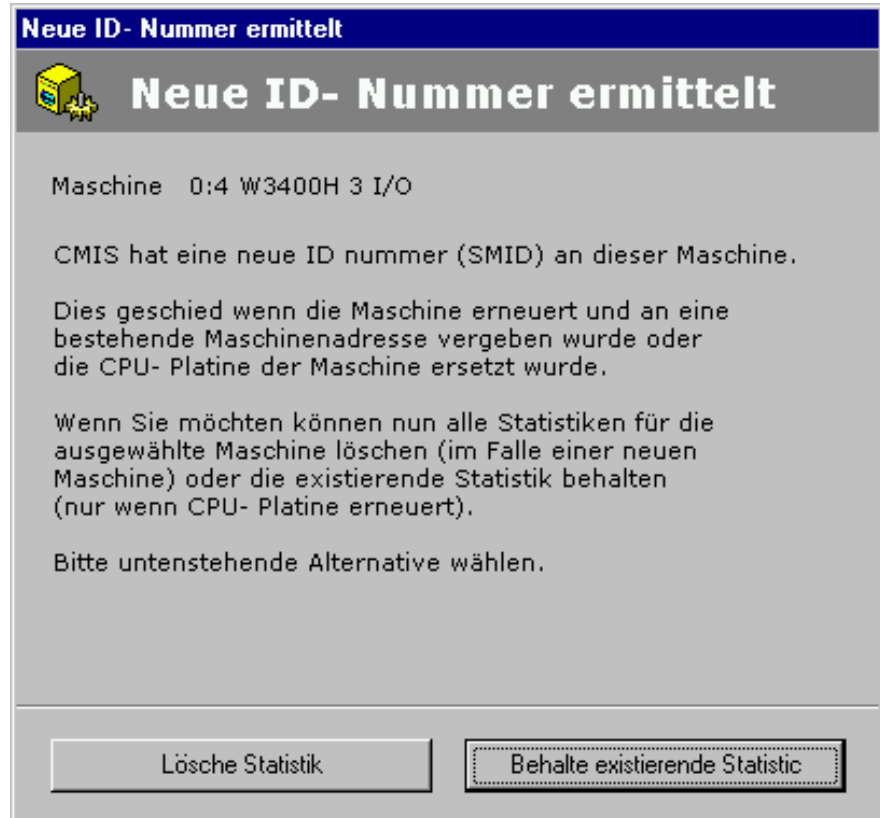 Neue ID- Nummer ermittelt
Neue ID- Nummer ermittelt
Maschine 0:4 W3400H 3 I/O
CMIS hat eine neue ID nummer (SMID) an dieser Maschine.
Dies geschied wenn die Maschine erneuert und an eine
bestehende Maschinenadresse vergeben wurde oder
die CPU- Platine der Maschine ersetzt wurde.
Wenn Sie möchten können nun alle Statistiken für die
ausgewählte Maschine löschen (im Falle einer neuen
Maschine) oder die existierende Statistik behalten
(nur wenn CPU- Platine erneuert).
Bitte untenstehende Alternative wählen.
Lösche Statistik
Behalte existierende Statistic